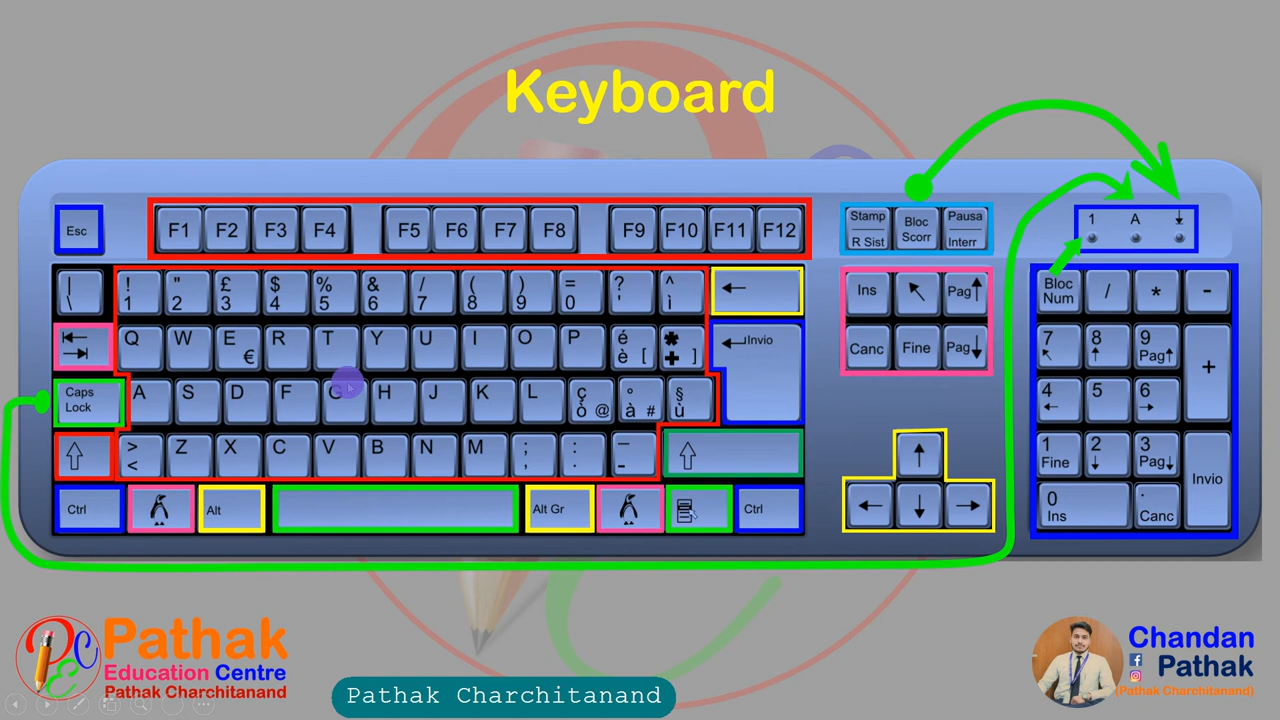 Keyboard
Esc F1 F2 F3 F4 F5 F6 F7 F8 F9 F10 F11 F12
Stamp R Sist Bloc Scorr Pausa Interr
1 A ↓
| \ ! 1 " 2 £ 3 $ 4 % 5 & 6 / 7 ( 8 ) 9 = 0 ? ' ^ ì ←
Ins ↖ Pag↑
Bloc Num / * -
Q W E € R T Y U I O P é è [ * + ] ↵Invio
Canc Fine Pag↓
7 ↖ 8 ↑ 9 Pag↑ +
Caps Lock A S D F G H J K L ç ò @ ° à # § ù
4 ← 5 6 →
⇧ > < Z X C V B N M ; , : . _ - ⇧
↑
1 Fine 2 ↓ 3 Pag↓ Invio
Ctrl Alt Alt Gr Ctrl
← ↓ →
0 Ins . Canc
PEC
Pathak
Education Centre
Pathak Charchitanand
Pathak Charchitanand
Chandan
Pathak
(Pathak Charchitanand)